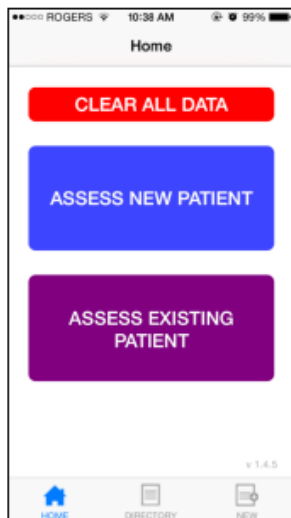 ROGERS 10:38 AM 99%
Home
CLEAR ALL DATA
ASSESS NEW PATIENT
ASSESS EXISTING
PATIENT
v 1.4.5
HOME DIRECTORY NEW